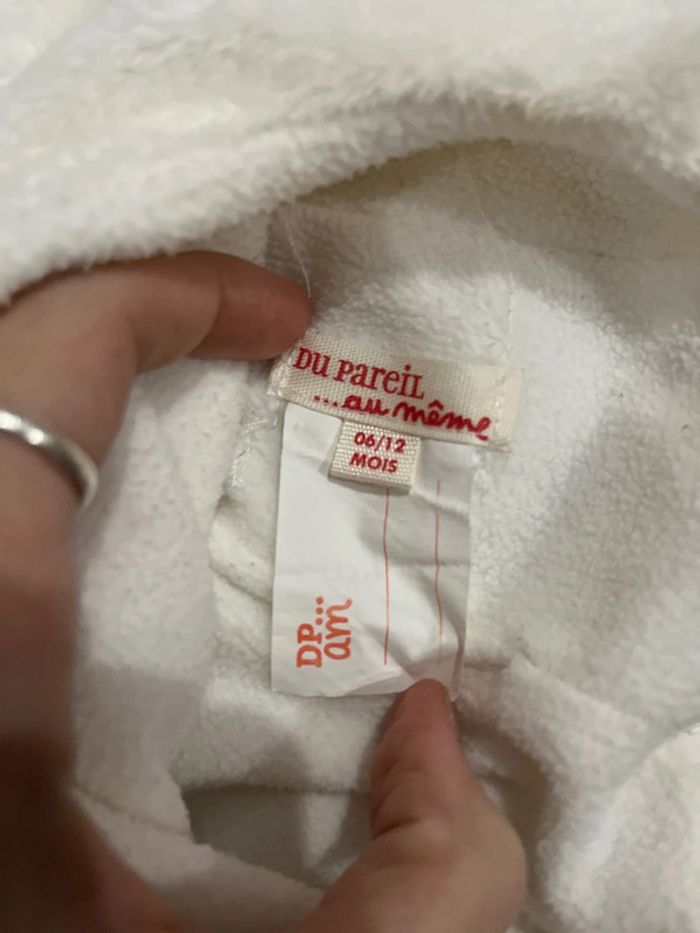 Du Pareil
...au même
06/12
MOIS
DP...
am